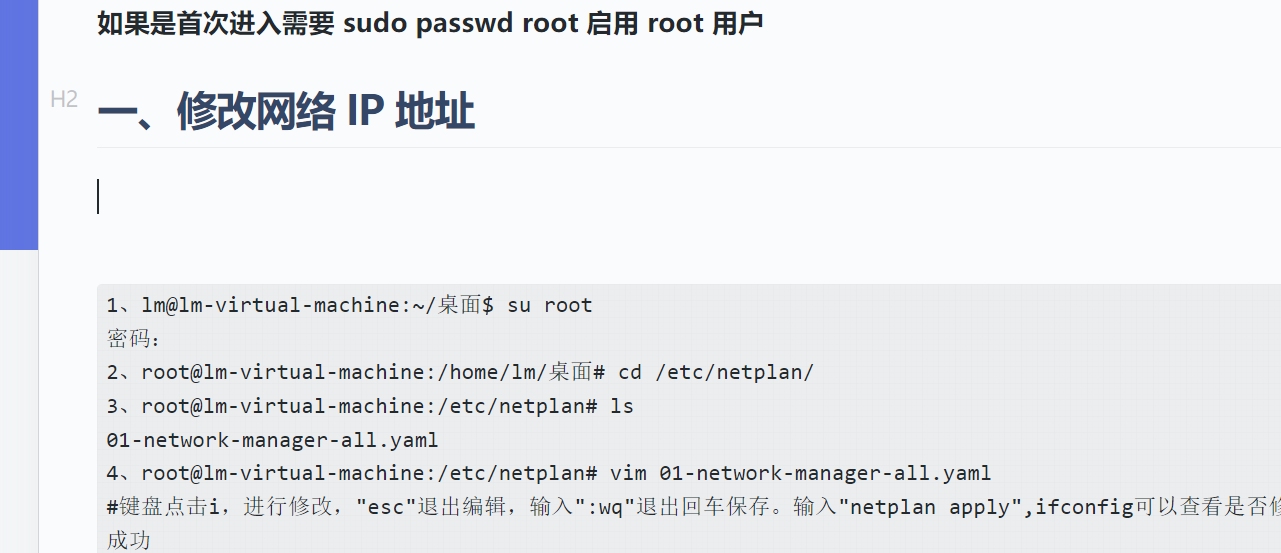 如果是首次进入需要 sudo passwd root 启用 root 用户
H2
一、修改网络 IP 地址
1、lm@lm-virtual-machine:~/桌面$ su root
密码：
2、root@lm-virtual-machine:/home/lm/桌面# cd /etc/netplan/
3、root@lm-virtual-machine:/etc/netplan# ls
01-network-manager-all.yaml
4、root@lm-virtual-machine:/etc/netplan# vim 01-network-manager-all.yaml
#键盘点击i，进行修改，"esc"退出编辑，输入":wq"退出回车保存。输入"netplan apply",ifconfig可以查看是否修
成功